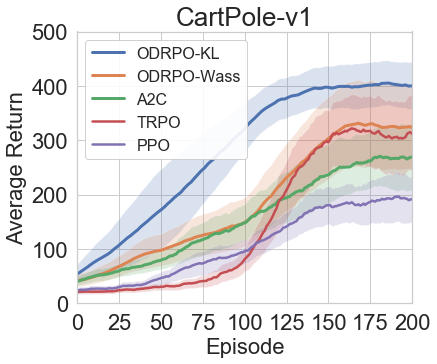 CartPole-v1
500
400
300
200
100
0
Average Return
ODRPO-KL
ODRPO-Wass
A2C
TRPO
PPO
0 25 50 75 100 125 150 175 200
Episode